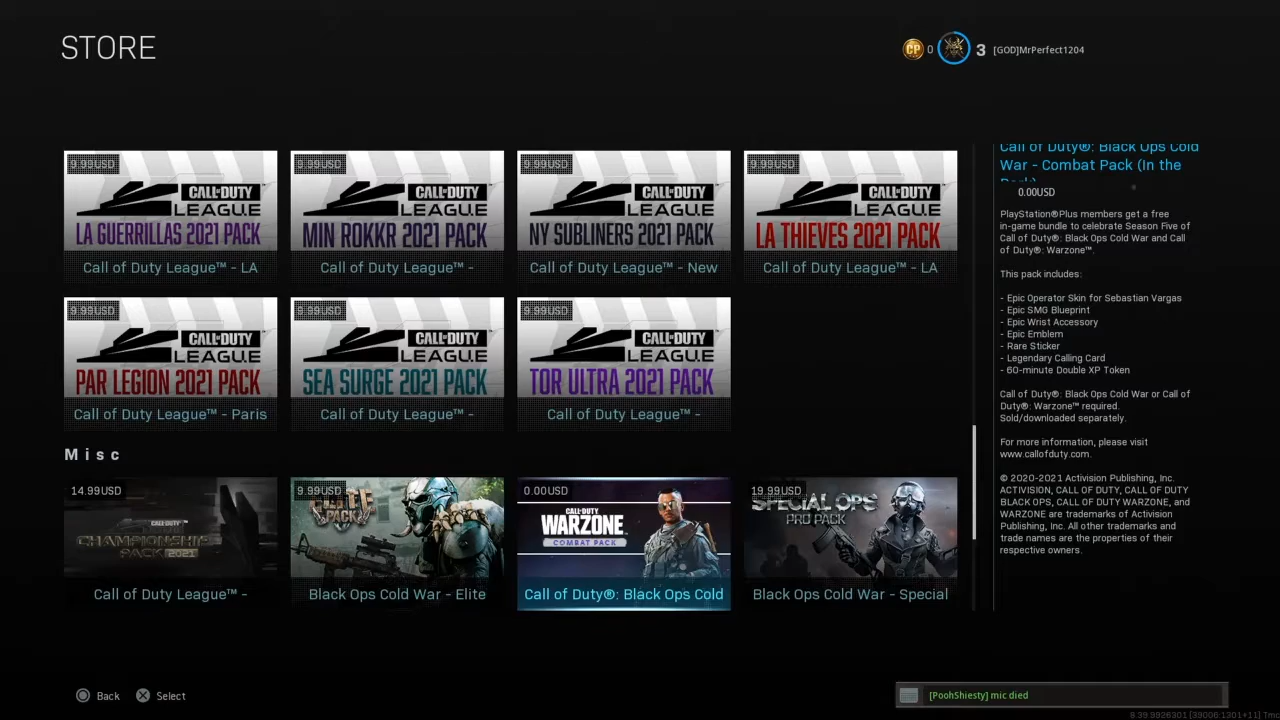 STORE
CP 0 3 [GOD]MrPerfect1204
9.99USD
CALL OF DUTY
LEAGUE
LA GUERRILLAS 2021 PACK
Call of Duty League™ - LA
9.99USD
CALL OF DUTY
LEAGUE
MIN ROKKR 2021 PACK
Call of Duty League™ -
9.99USD
CALL OF DUTY
LEAGUE
NY SUBLINERS 2021 PACK
Call of Duty League™ - New
9.99USD
CALL OF DUTY
LEAGUE
LA THIEVES 2021 PACK
Call of Duty League™ - LA
9.99USD
CALL OF DUTY
LEAGUE
PAR LEGION 2021 PACK
Call of Duty League™ - Paris
9.99USD
CALL OF DUTY
LEAGUE
SEA SURGE 2021 PACK
Call of Duty League™ -
9.99USD
CALL OF DUTY
LEAGUE
TOR ULTRA 2021 PACK
Call of Duty League™ -
Misc
14.99USD
CALL OF DUTY
CHAMPIONSHIP
PACK 2021
Call of Duty League™ -
9.99USD
ELITE
PACK
Black Ops Cold War - Elite
0.00USD
CALL OF DUTY
WARZONE
COMBAT PACK
Call of Duty®: Black Ops Cold
19.99USD
SPECIAL OPS
PRO PACK
Black Ops Cold War - Special
Call of Duty®: Black Ops Cold
War - Combat Pack (In the
0.00USD
PlayStation®Plus members get a free
in-game bundle to celebrate Season Five of
Call of Duty®: Black Ops Cold War and Call
of Duty®: Warzone™.
This pack includes:
- Epic Operator Skin for Sebastian Vargas
- Epic SMG Blueprint
- Epic Wrist Accessory
- Epic Emblem
- Rare Sticker
- Legendary Calling Card
- 60-minute Double XP Token
Call of Duty®: Black Ops Cold War or Call of
Duty®: Warzone™ required.
Sold/downloaded separately.
For more information, please visit
www.callofduty.com.
© 2020-2021 Activision Publishing, Inc.
ACTIVISION, CALL OF DUTY, CALL OF DUTY
BLACK OPS, CALL OF DUTY WARZONE, and
WARZONE are trademarks of Activision
Publishing, Inc. All other trademarks and
trade names are the properties of their
respective owners.
Back Select
[PoohShiesty] mic died